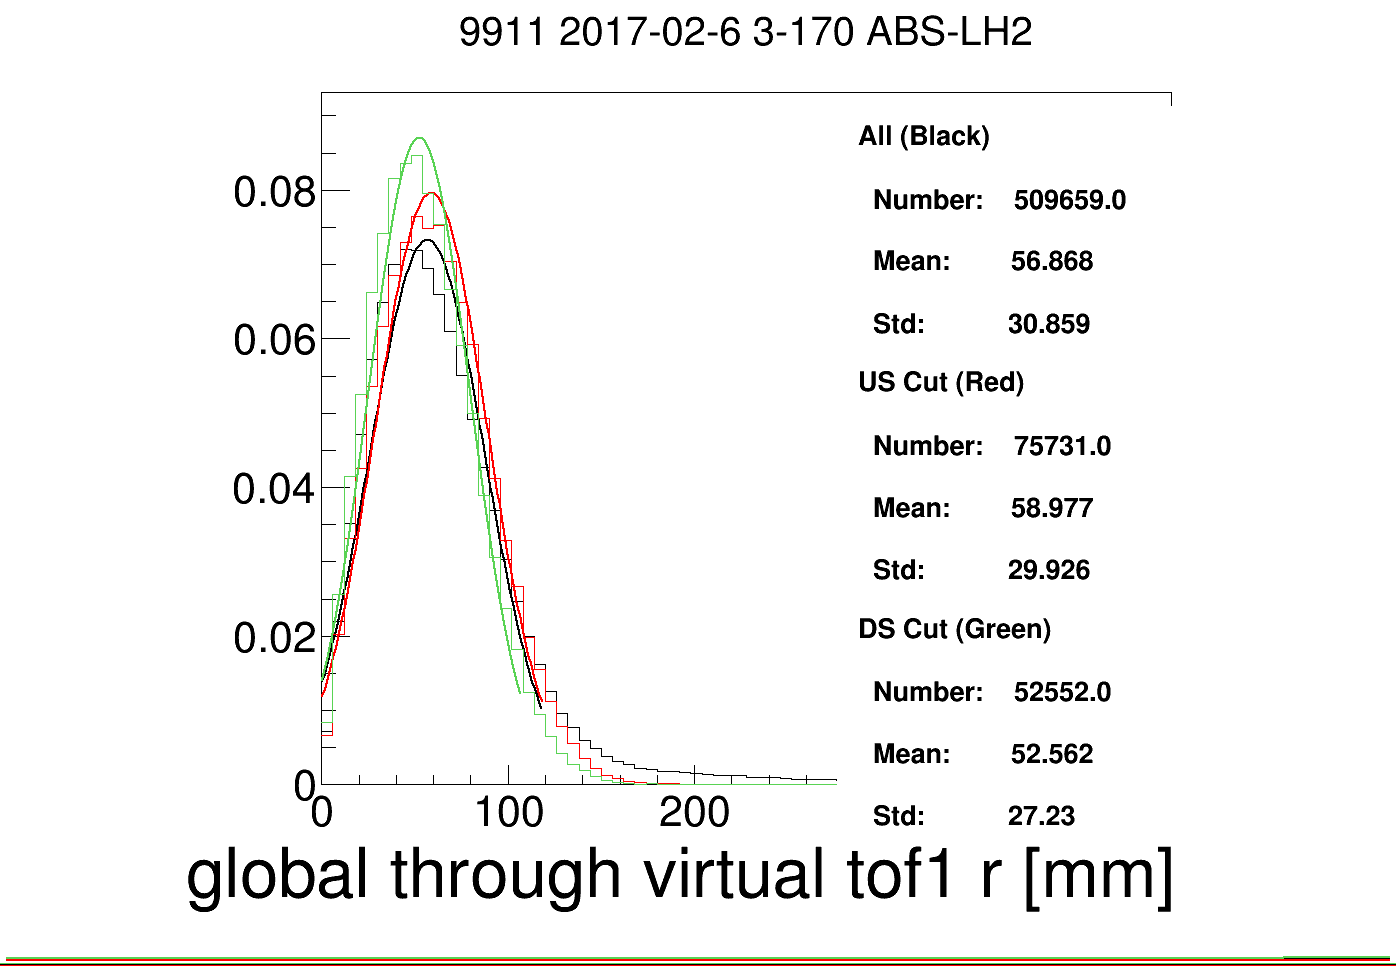 9911 2017-02-6 3-170 ABS-LH2
All (Black)
Number: 509659.0
Mean: 56.868
Std: 30.859
US Cut (Red)
Number: 75731.0
Mean: 58.977
Std: 29.926
DS Cut (Green)
Number: 52552.0
Mean: 52.562
Std: 27.23
0.08
0.06
0.04
0.02
0
0 100 200
global through virtual tof1 r [mm]